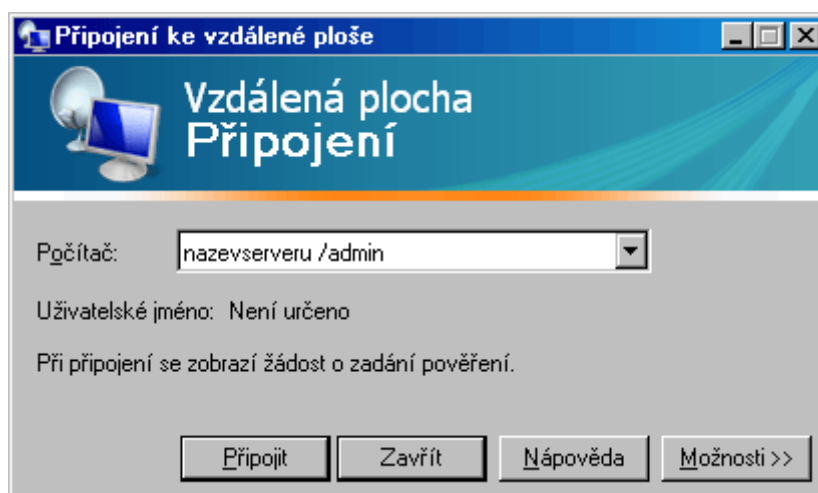 Připojení ke vzdálené ploše
Vzdálená plocha
Připojení
Počítač: nazevserveru /admin
Uživatelské jméno: Není určeno
Při připojení se zobrazí žádost o zadání pověření.
Připojit Zavřít Nápověda Možnosti >>